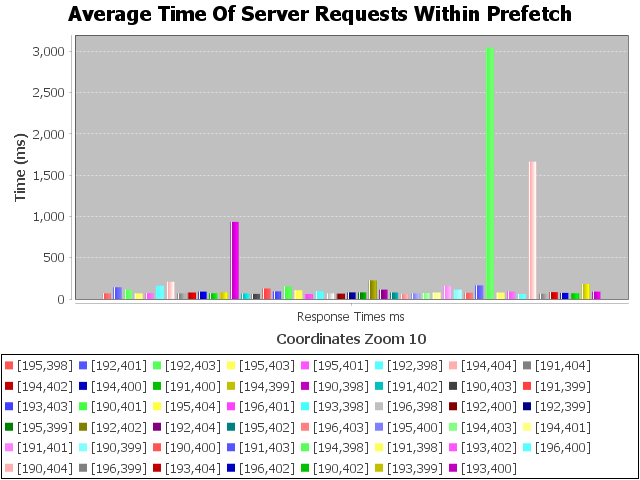 Average Time Of Server Requests Within Prefetch
3,000
2,500
2,000
1,500
1,000
500
0
Time (ms)
Response Times ms
Coordinates Zoom 10
[195,398] [192,401] [192,403] [195,403] [195,401] [192,398] [194,404] [191,404]
[194,402] [194,400] [191,400] [194,399] [190,398] [191,402] [190,403] [191,399]
[193,403] [190,401] [195,404] [196,401] [193,398] [196,398] [192,400] [192,399]
[195,399] [192,402] [192,404] [195,402] [196,403] [195,400] [194,403] [194,401]
[191,401] [190,399] [190,400] [191,403] [194,398] [191,398] [193,402] [196,400]
[190,404] [196,399] [193,404] [196,402] [190,402] [193,399] [193,400]